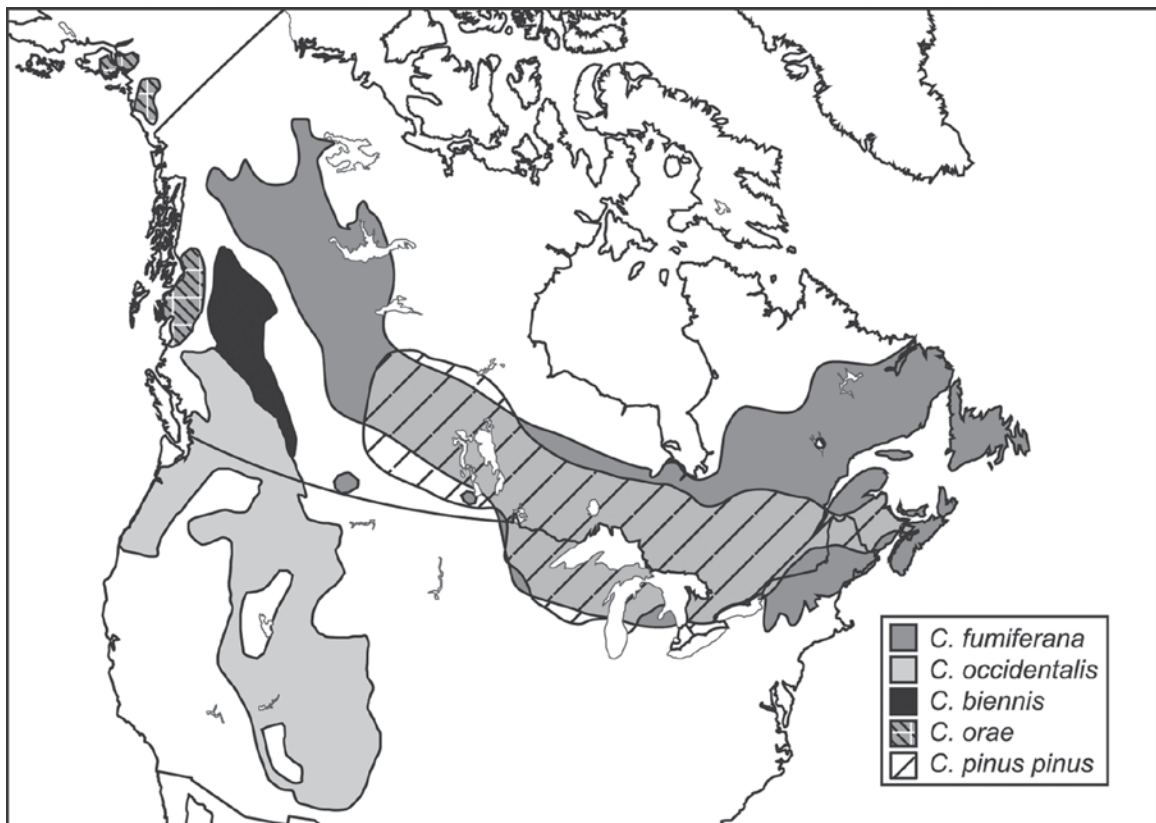 C. fumiferana
C. occidentalis
C. biennis
C. orae
C. pinus pinus